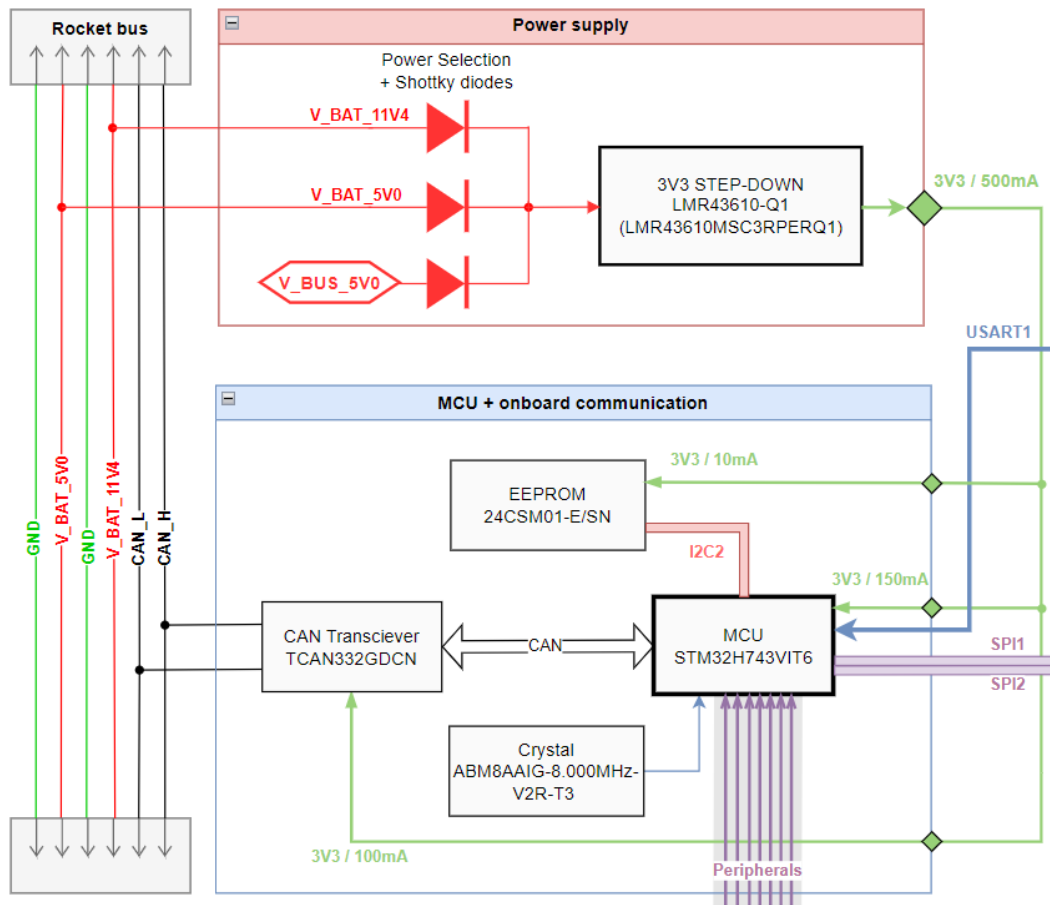 Rocket bus
Power supply
Power Selection
+ Shottky diodes
V_BAT_11V4
V_BAT_5V0
V_BUS_5V0
3V3 STEP-DOWN
LMR43610-Q1
(LMR43610MSC3RPERQ1)
3V3 / 500mA
USART1
MCU + onboard communication
GND
V_BAT_5V0
GND
V_BAT_11V4
CAN_L
CAN_H
EEPROM
24CSM01-E/SN
3V3 / 10mA
I2C2
3V3 / 150mA
CAN Transciever
TCAN332GDCN
CAN
MCU
STM32H743VIT6
SPI1
SPI2
Crystal
ABM8AAIG-8.000MHz-
V2R-T3
3V3 / 100mA
Peripherals